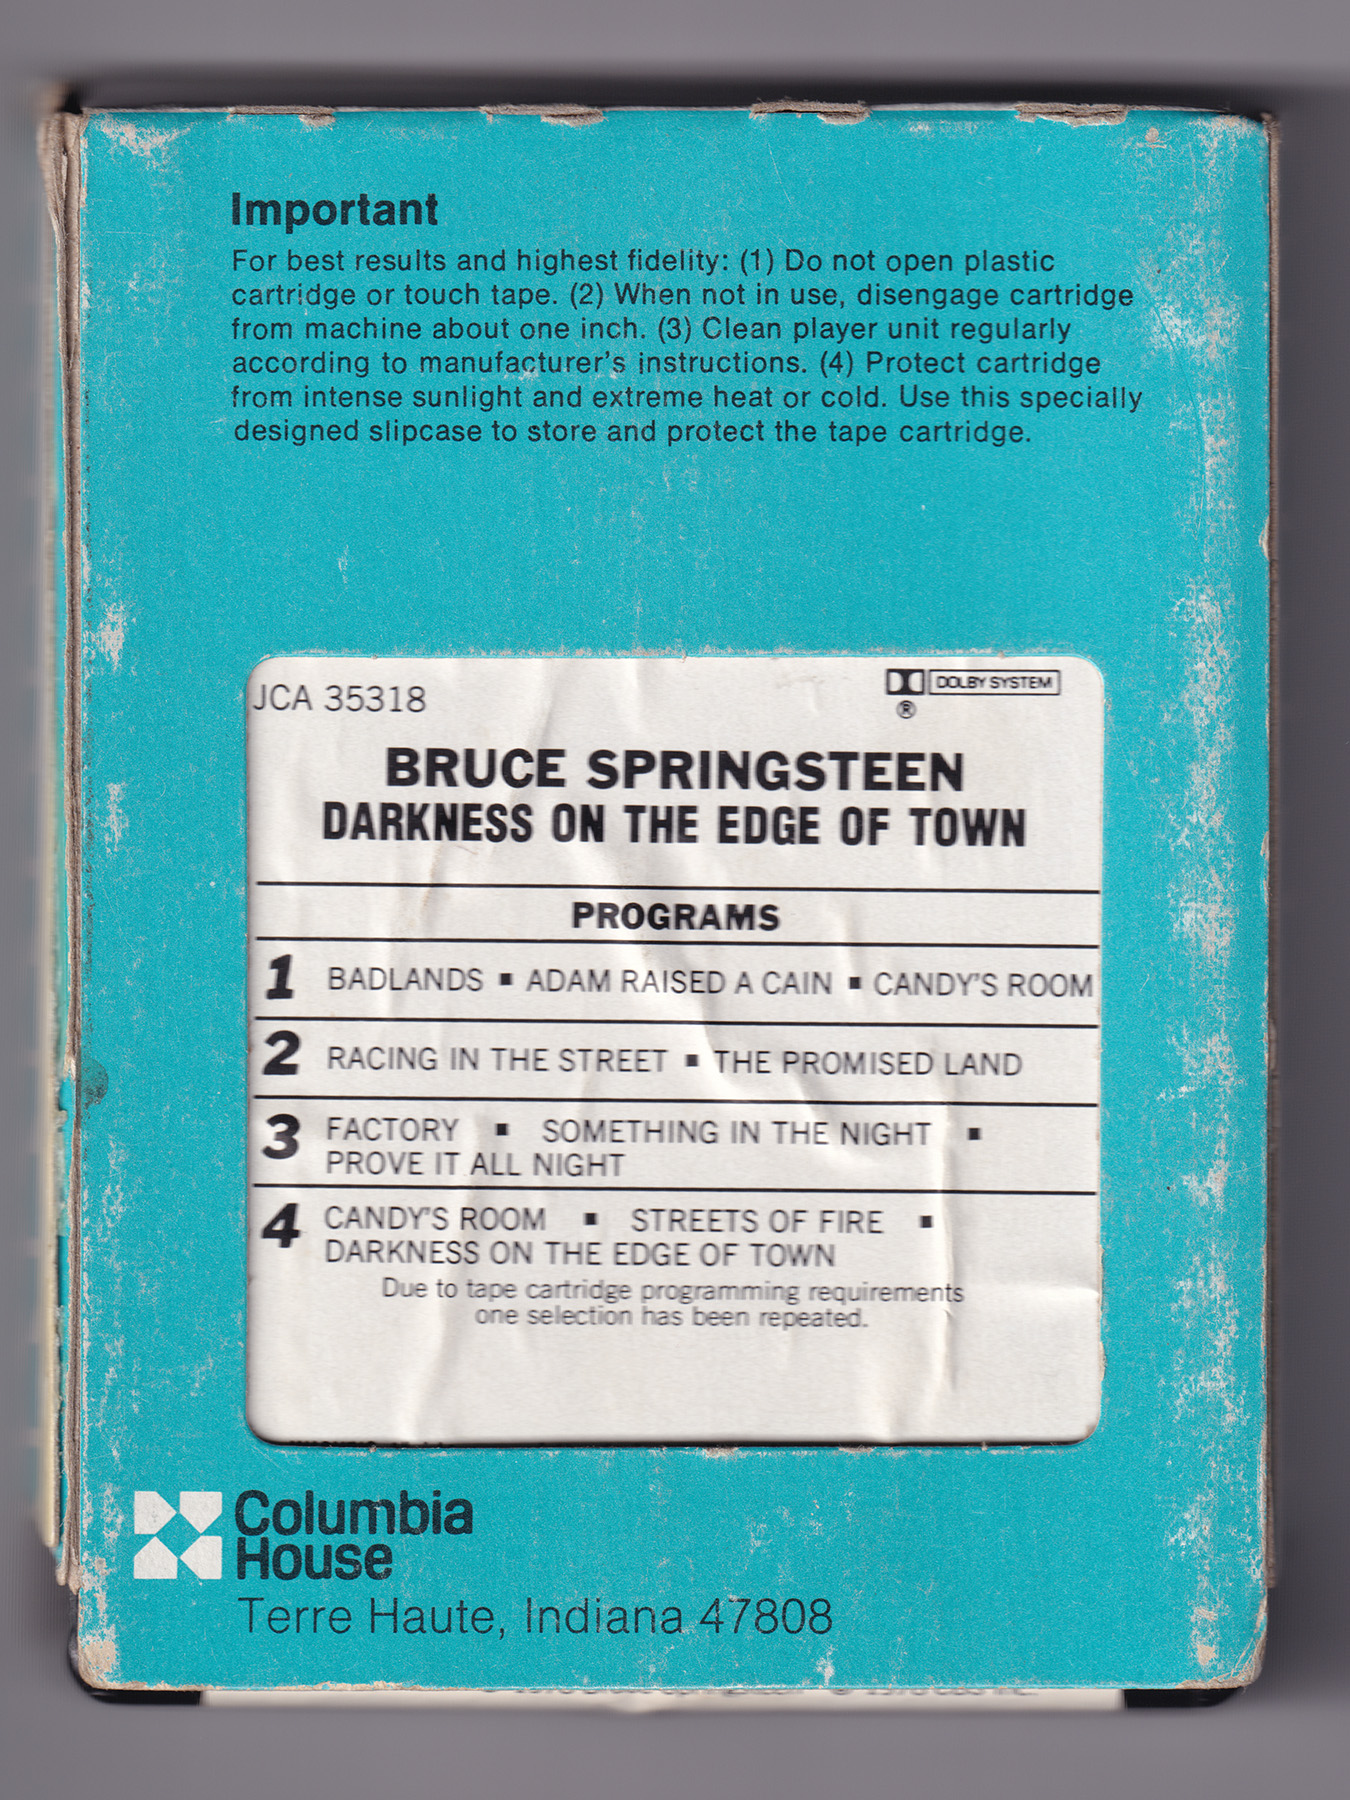 Important
For best results and highest fidelity: (1) Do not open plastic
cartridge or touch tape. (2) When not in use, disengage cartridge
from machine about one inch. (3) Clean player unit regularly
according to manufacturer's instructions. (4) Protect cartridge
from intense sunlight and extreme heat or cold. Use this specially
designed slipcase to store and protect the tape cartridge.
JCA 35318
DOLBY SYSTEM
®
BRUCE SPRINGSTEEN
DARKNESS ON THE EDGE OF TOWN
PROGRAMS
1 BADLANDS ▪ ADAM RAISED A CAIN ▪ CANDY'S ROOM
2 RACING IN THE STREET ▪ THE PROMISED LAND
3 FACTORY ▪ SOMETHING IN THE NIGHT ▪
PROVE IT ALL NIGHT
4 CANDY'S ROOM ▪ STREETS OF FIRE ▪
DARKNESS ON THE EDGE OF TOWN
Due to tape cartridge programming requirements
one selection has been repeated.
Columbia
House
Terre Haute, Indiana 47808